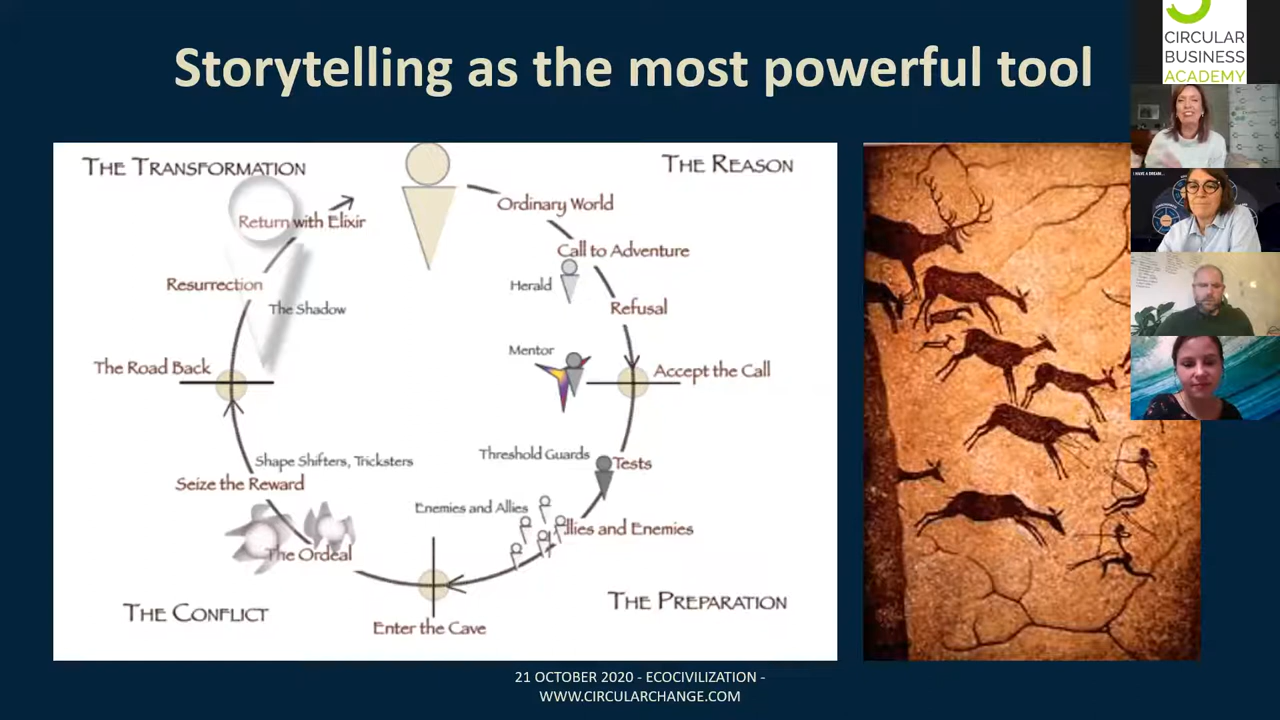 Storytelling as the most powerful tool
CIRCULAR
BUSINESS
ACADEMY
THE TRANSFORMATION
THE REASON
Return with Elixir
Ordinary World
Call to Adventure
Herald
Resurrection
The Shadow
Refusal
Mentor
The Road Back
Accept the Call
Threshold Guards
Tests
Shape Shifters, Tricksters
Seize the Reward
Enemies and Allies
Allies and Enemies
The Ordeal
THE CONFLICT
THE PREPARATION
Enter the Cave
I HAVE A DREAM...
21 OCTOBER 2020 - ECOCIVILIZATION -
WWW.CIRCULARCHANGE.COM